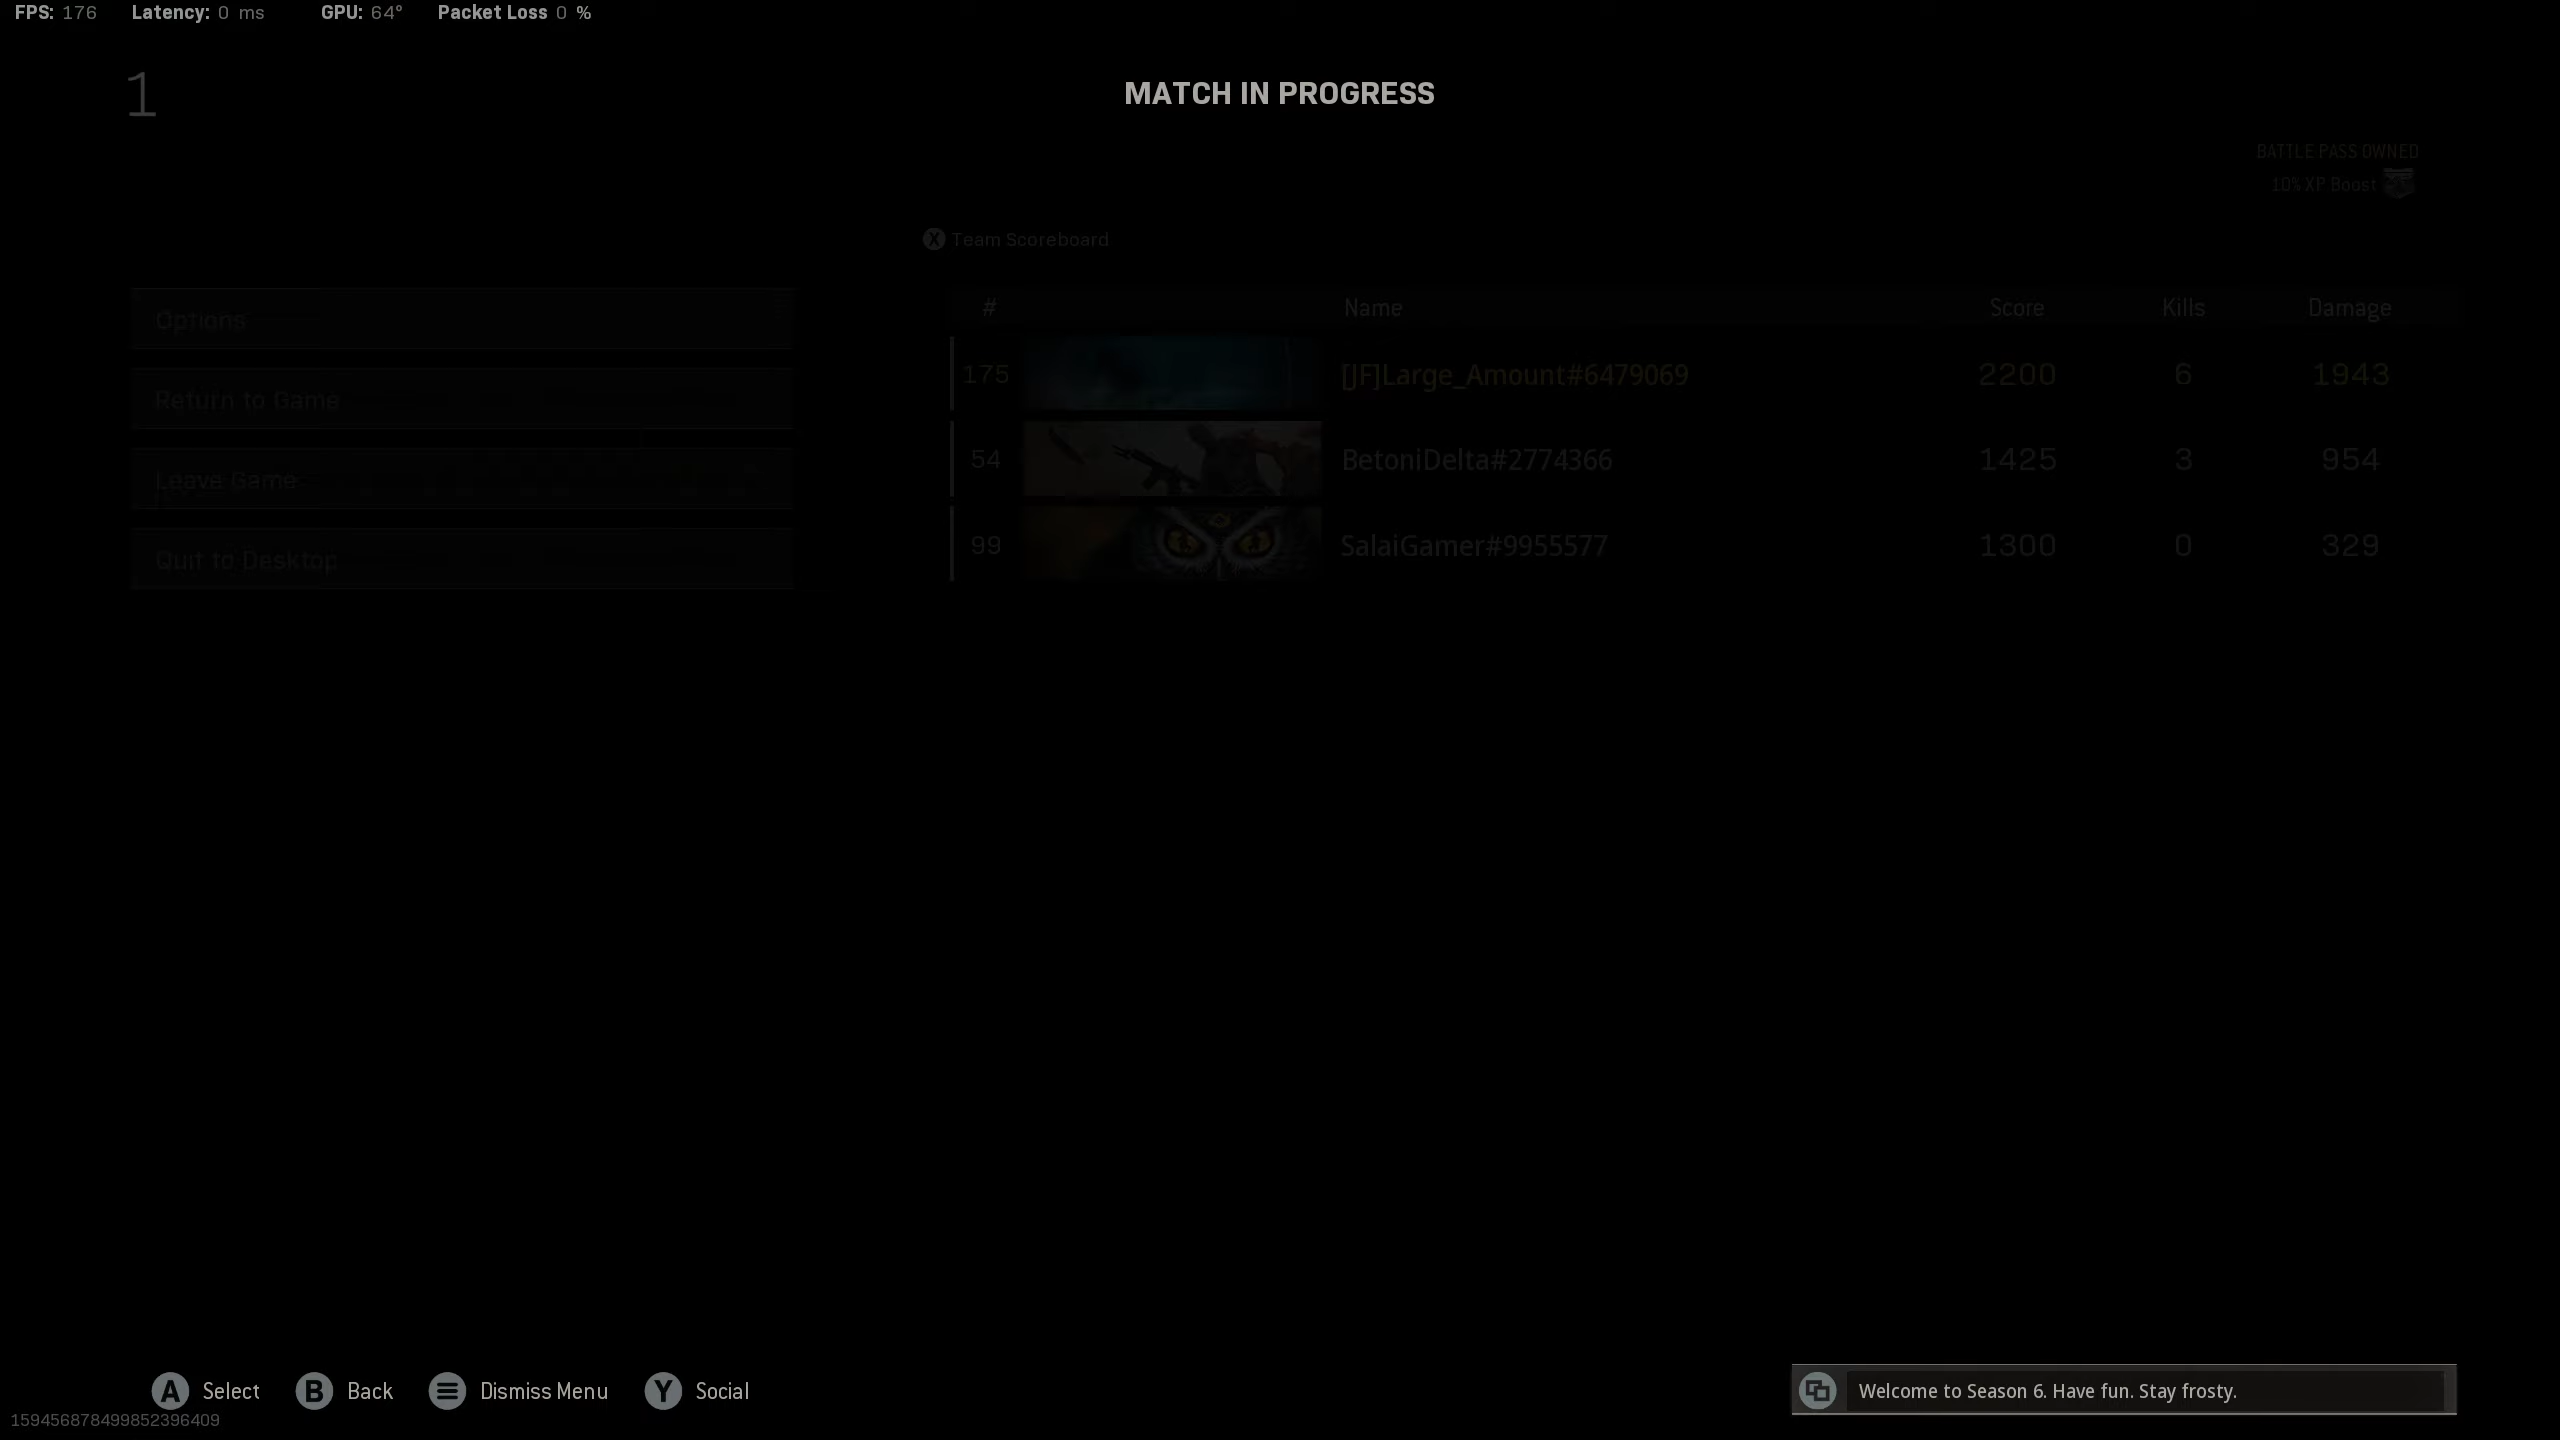 FPS: 176 Latency: 0 ms GPU: 64° Packet Loss 0 %
1
MATCH IN PROGRESS
BATTLE PASS OWNED
10% XP Boost
X Team Scoreboard
Options
Return to Game
Leave Game
Quit to Desktop
# Name Score Kills Damage
175 [JF]Large_Amount#6479069 2200 6 1943
54 BetoniDelta#2774366 1425 3 954
99 SalaiGamer#9955577 1300 0 329
A Select B Back Dismiss Menu Y Social
Welcome to Season 6. Have fun. Stay frosty.
159456878499852396409